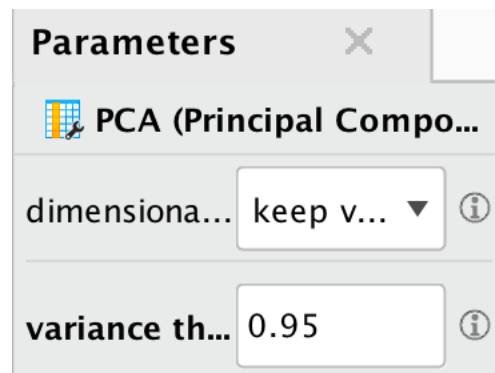 Parameters
PCA (Principal Compo...
dimensiona... keep v...
variance th... 0.95